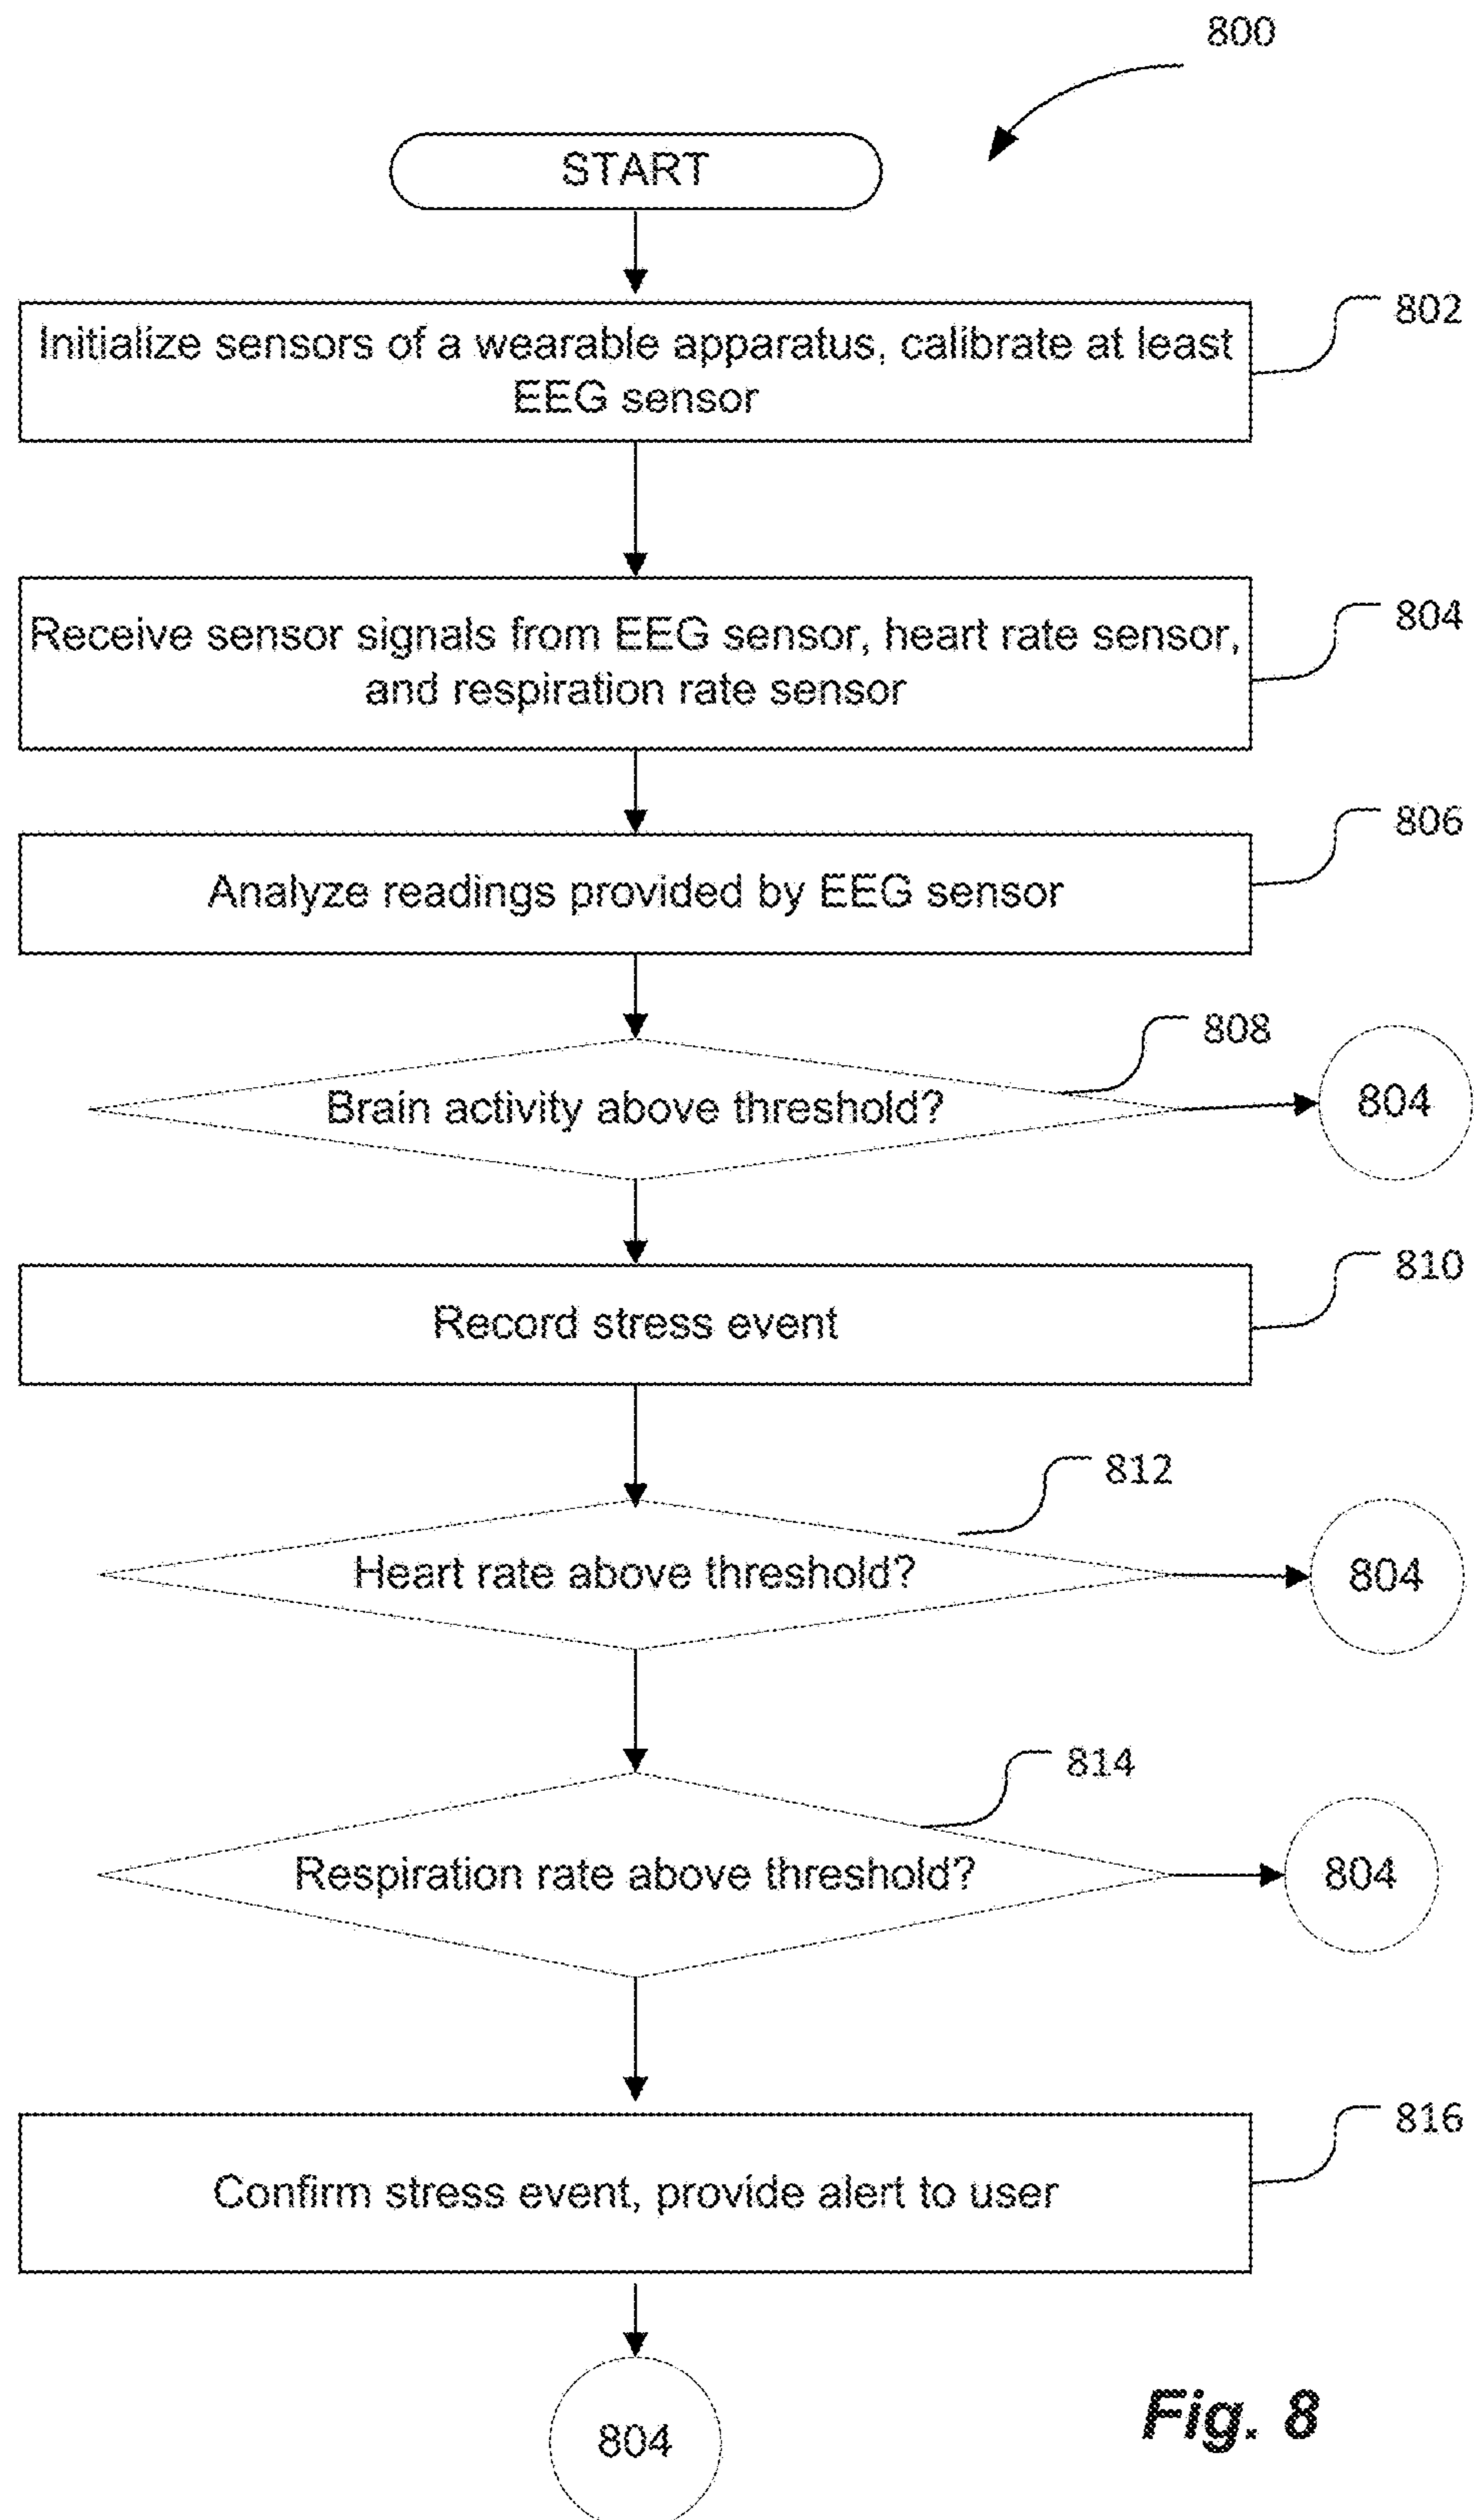 800
START
802
Initialize sensors of a wearable apparatus, calibrate at least
EEG sensor
804
Receive sensor signals from EEG sensor, heart rate sensor,
and respiration rate sensor
806
Analyze readings provided by EEG sensor
808
Brain activity above threshold?
804
810
Record stress event
812
Heart rate above threshold?
804
814
Respiration rate above threshold?
804
816
Confirm stress event, provide alert to user
804
Fig. 8